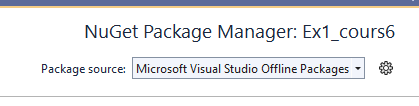 NuGet Package Manager: Ex1_cours6
Package source: Microsoft Visual Studio Offline Packages